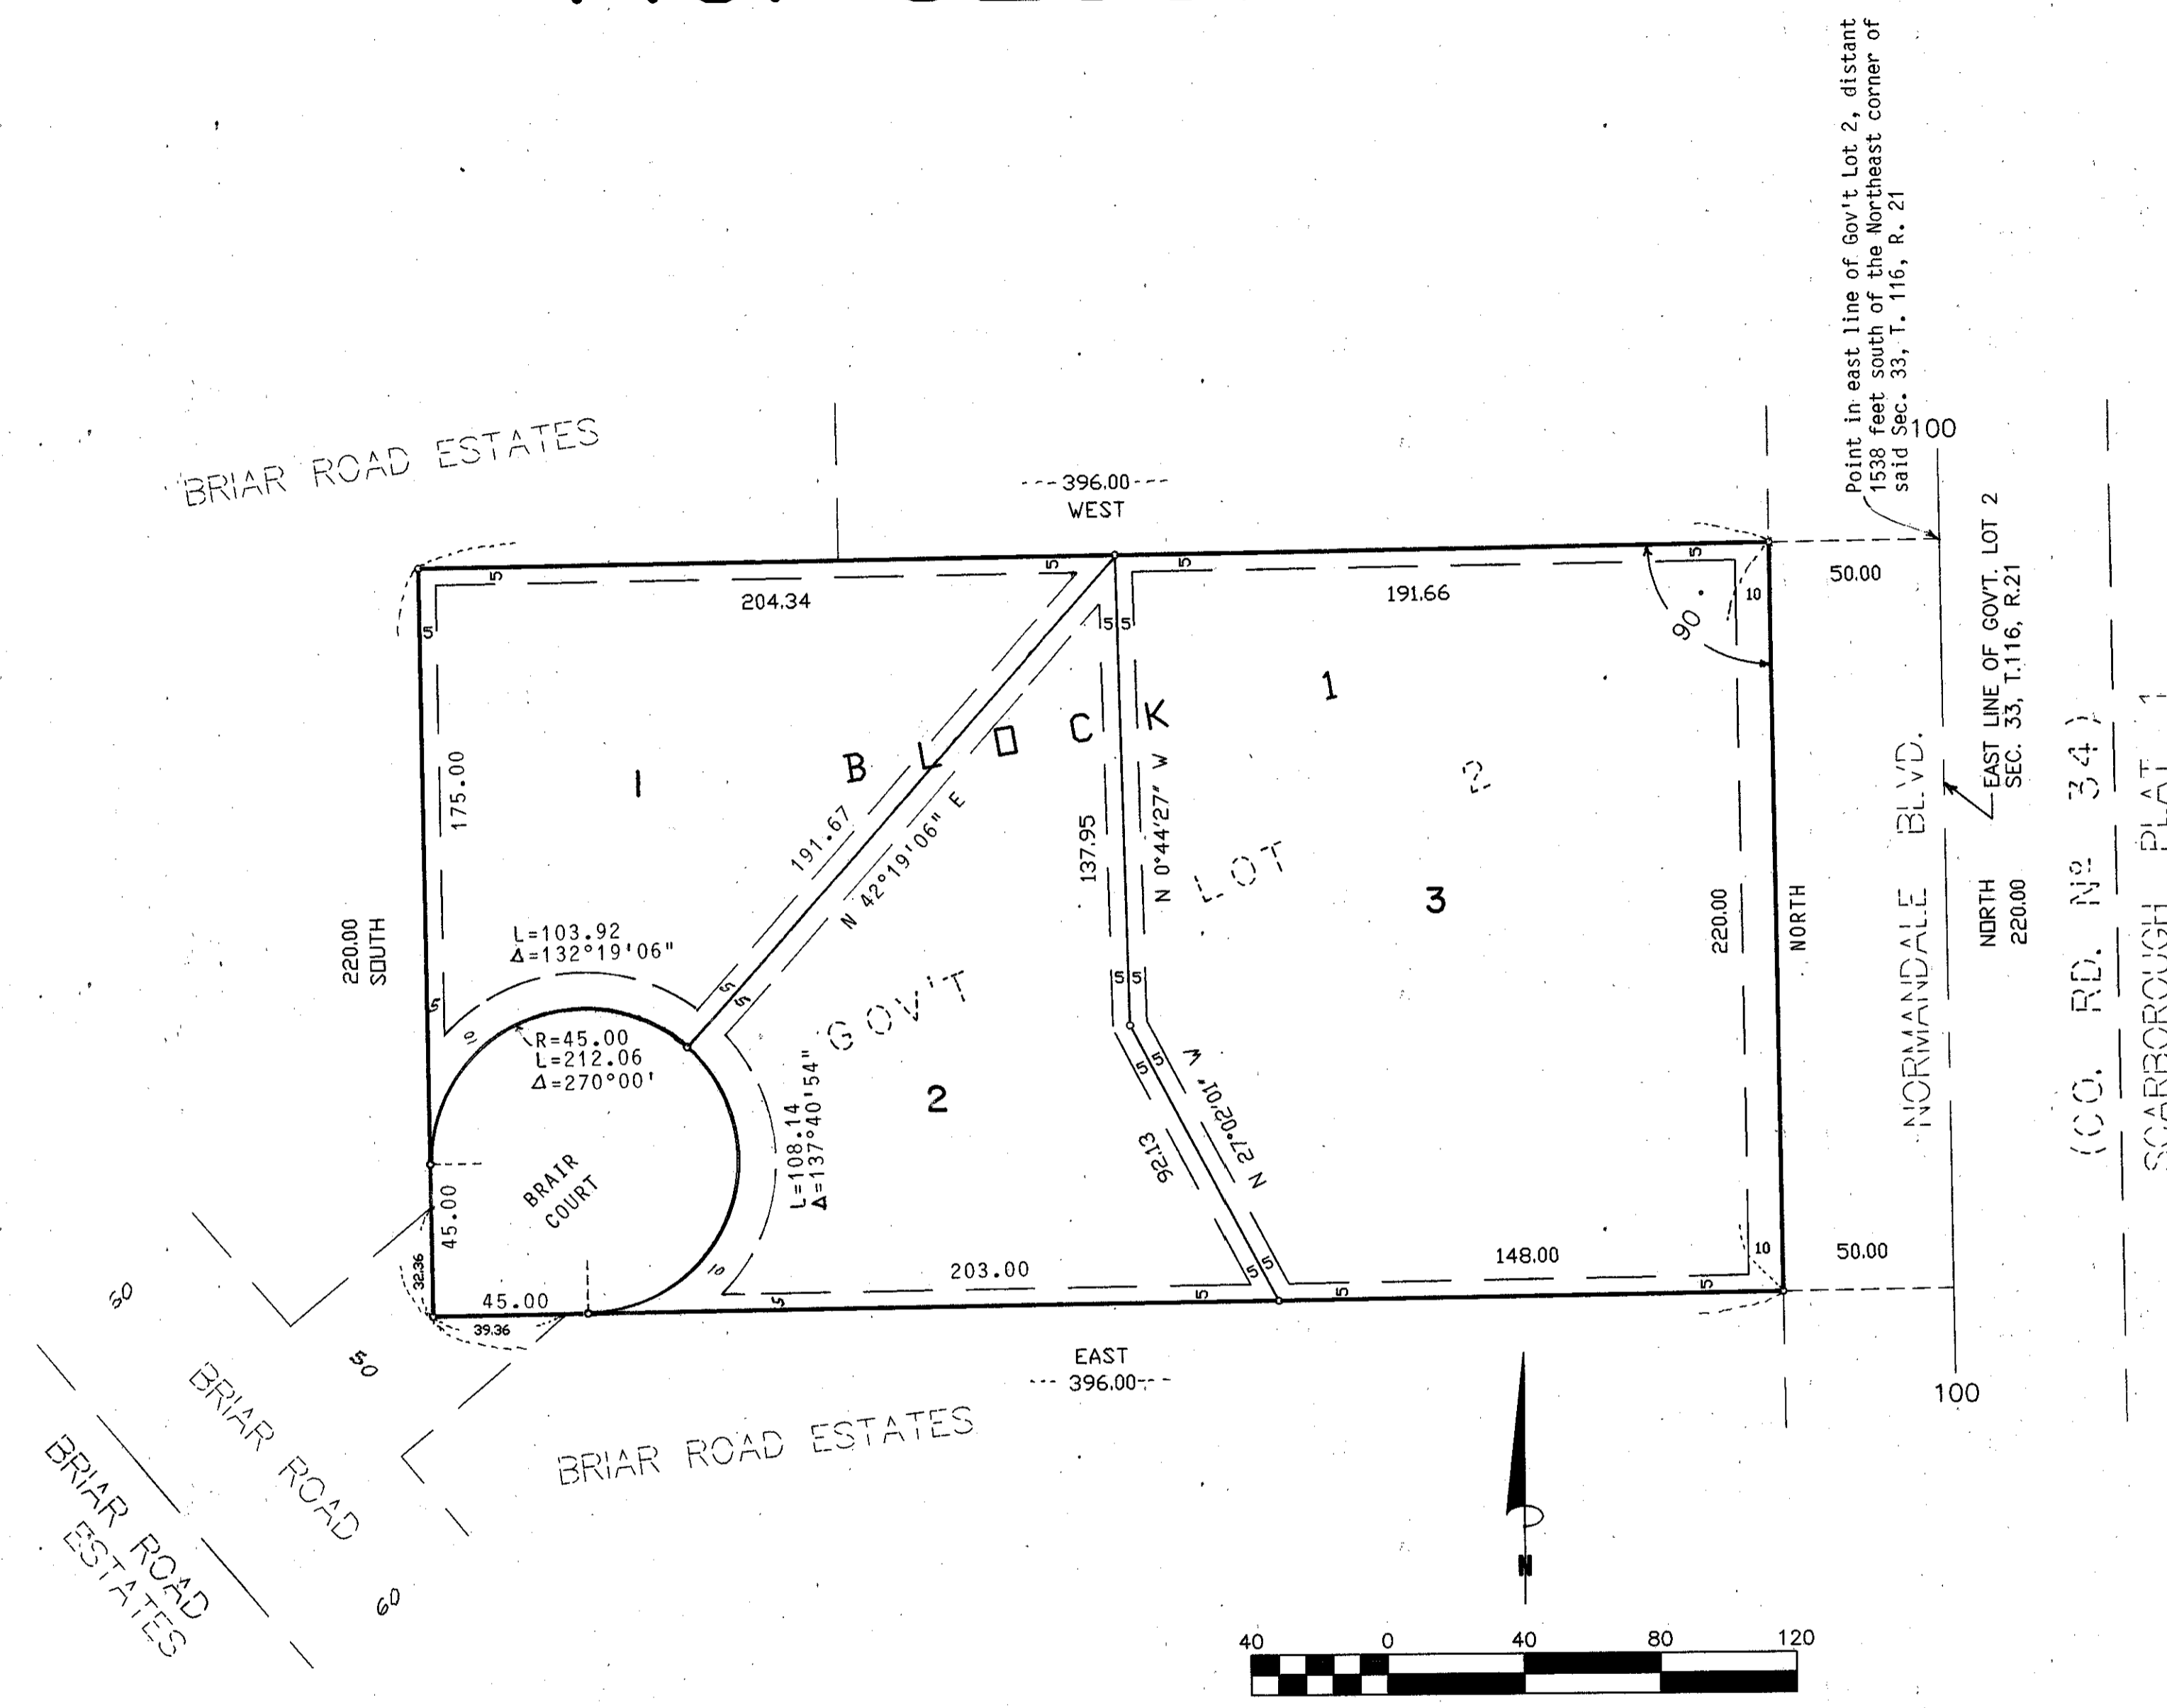 Point in east line of Gov't Lot 2, distant
1538 feet south of the Northeast corner of
said Sec. 33, T. 116, R. 21
100
BRIAR ROAD ESTATES
---396.00---
WEST
50.00
5
5
5
5
10
204.34
191.66
90°
5
5 5
EAST LINE OF GOV'T. LOT 2
SEC. 33, T.116, R.21
1
B L O C K
1
2
LOT
GOV'T
175.00
191.67
N 42°19'06" E
137.95
N 0°44'27" W
3
220.00
NORTH
NORMANDALE BLVD.
NORTH
220.00
(CO. RD. Nº 34)
SCARBOROUGH PLAT 1
220.00
SOUTH
L=103.92
Δ=132°19'06"
5
5
5
5 5
10
R=45.00
L=212.06
Δ=270°00'
L=108.14
Δ=137°40'54"
2
5
5
N 27°02'01" W
92.13
BRAIR
COURT
45.00
32.36
45.00
39.36
10
5
203.00
5
5
5
5
148.00
5
10
50.00
EAST
--- 396.00---
100
60
50
BRIAR ROAD
BRIAR ROAD
ESTATES
60
BRIAR ROAD ESTATES
N
40 0 40 80 120